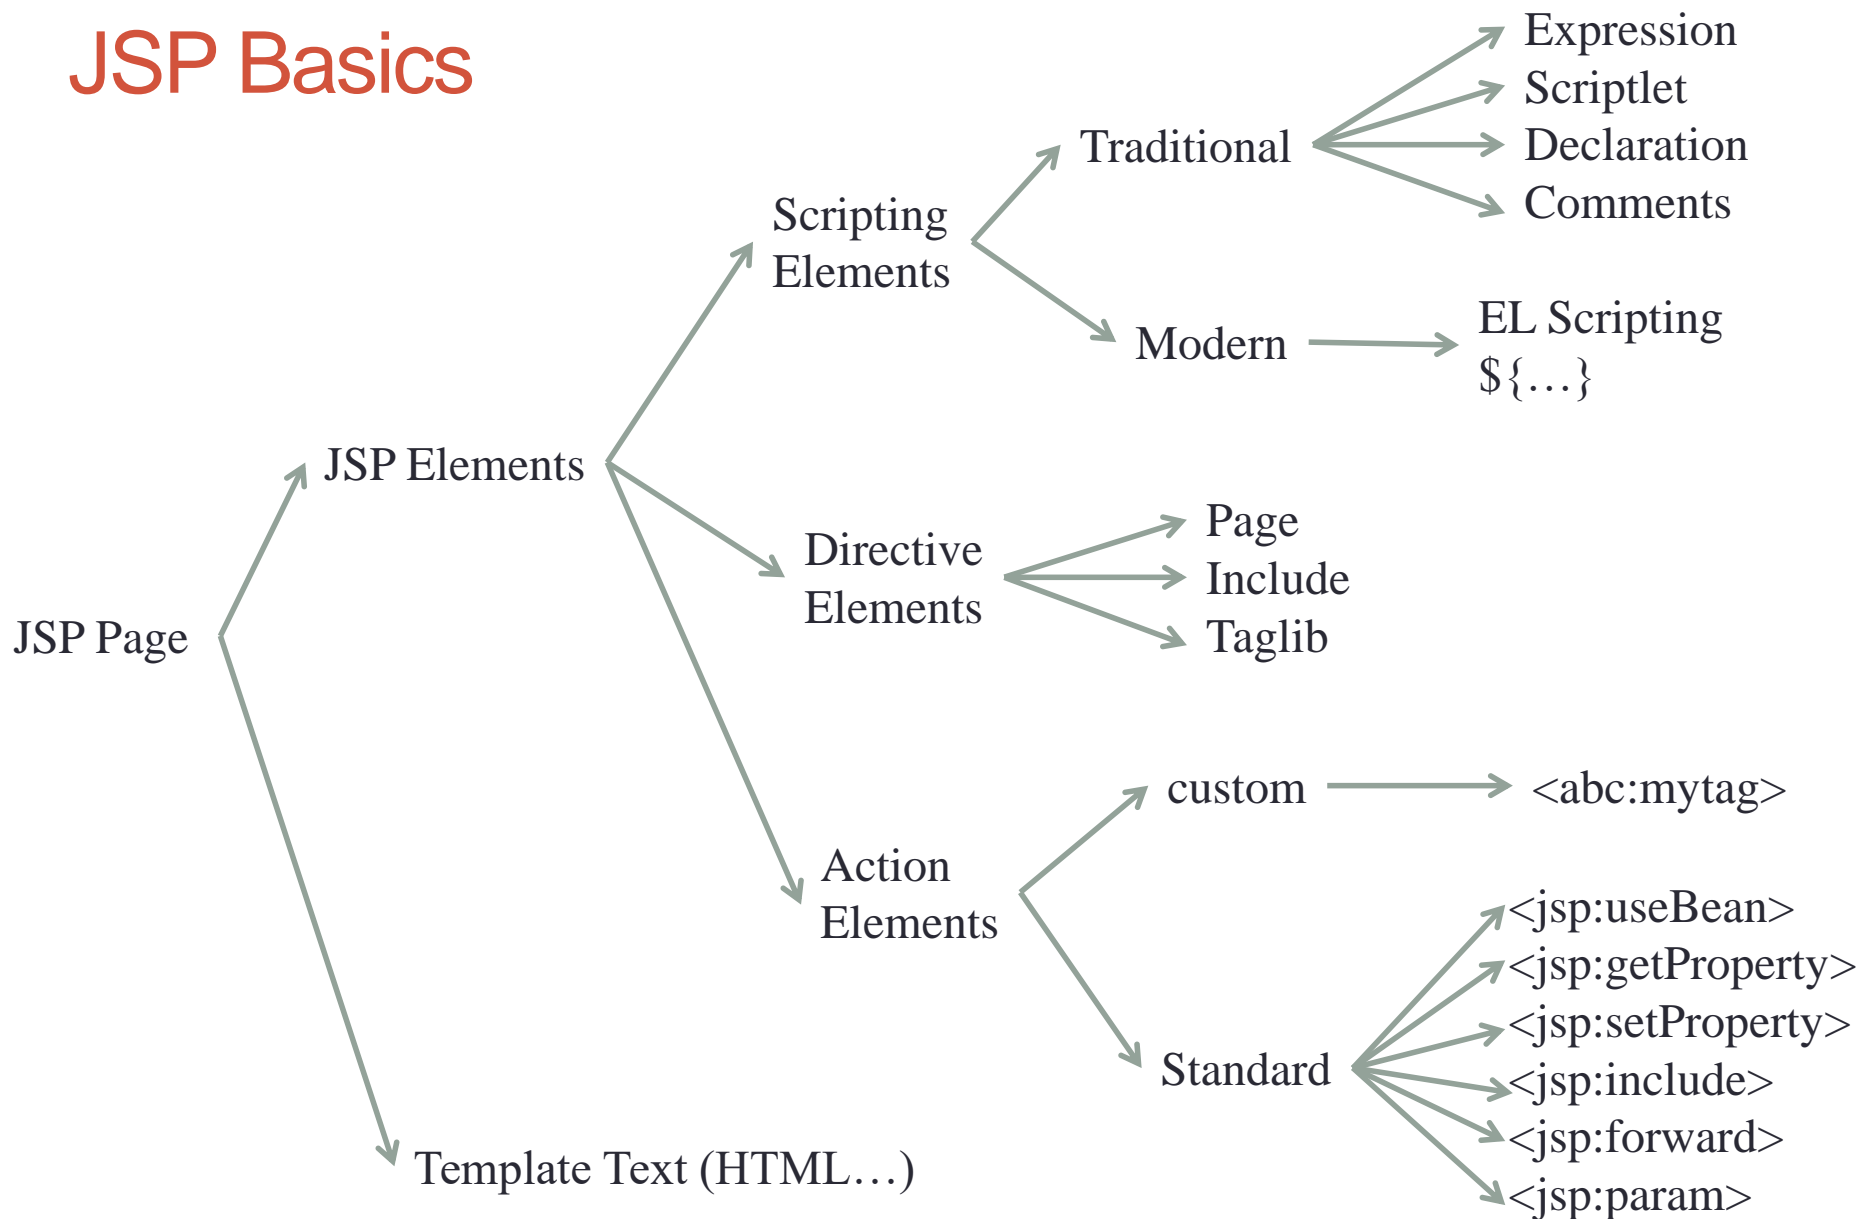 JSP Basics
Expression
Scriptlet
Traditional
Declaration
Comments
Scripting
Elements
EL Scripting
Modern
${…}
JSP Elements
Page
Directive
Include
Elements
Taglib
JSP Page
custom
<abc:mytag>
Action
Elements
<jsp:useBean>
<jsp:getProperty>
<jsp:setProperty>
Standard
<jsp:include>
<jsp:forward>
Template Text (HTML…)
<jsp:param>